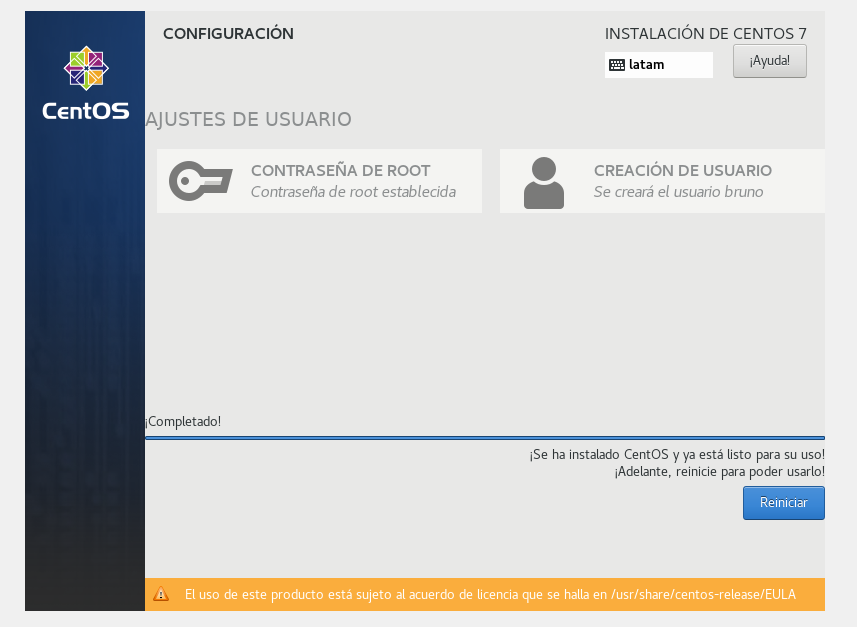 CONFIGURACIÓN
INSTALACIÓN DE CENTOS 7
latam
¡Ayuda!
CentOS
AJUSTES DE USUARIO
CONTRASEÑA DE ROOT
Contraseña de root establecida
CREACIÓN DE USUARIO
Se creará el usuario bruno
¡Completado!
¡Se ha instalado CentOS y ya está listo para su uso!
¡Adelante, reinicie para poder usarlo!
Reiniciar
El uso de este producto está sujeto al acuerdo de licencia que se halla en /usr/share/centos-release/EULA